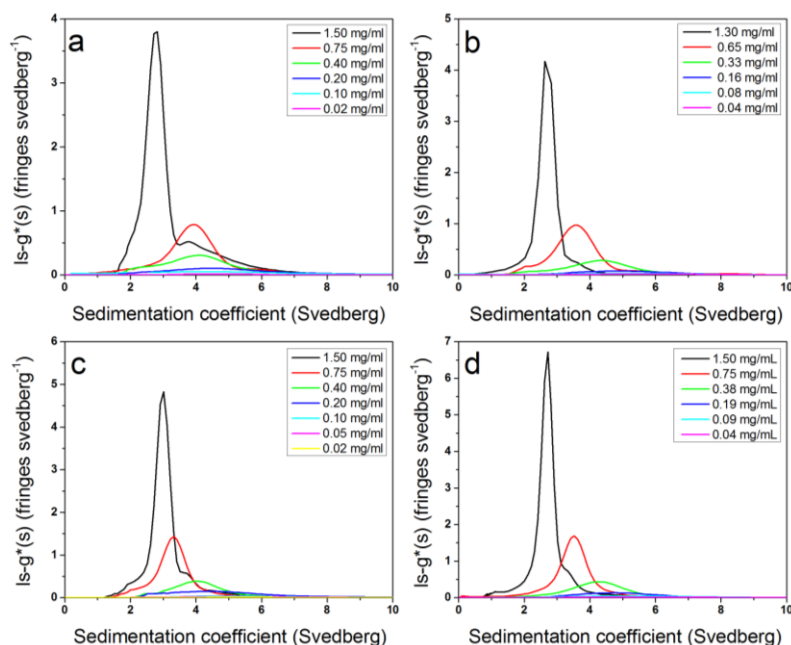 a
1.50 mg/ml
0.75 mg/ml
0.40 mg/ml
0.20 mg/ml
0.10 mg/ml
0.02 mg/ml
ls-g*(s) (fringes svedberg⁻¹)
4
3
2
1
0
0 2 4 6 8 10
Sedimentation coefficient (Svedberg)
b
1.30 mg/ml
0.65 mg/ml
0.33 mg/ml
0.16 mg/ml
0.08 mg/ml
0.04 mg/ml
ls-g*(s) (fringes svedberg⁻¹)
5
4
3
2
1
0
0 2 4 6 8 10
Sedimentation coefficient (Svedberg)
c
1.50 mg/ml
0.75 mg/ml
0.40 mg/ml
0.20 mg/ml
0.10 mg/ml
0.05 mg/ml
0.02 mg/ml
ls-g*(s) (fringes svedberg⁻¹)
6
5
4
3
2
1
0
0 2 4 6 8 10
Sedimentation coefficient (Svedberg)
d
1.50 mg/mL
0.75 mg/mL
0.38 mg/mL
0.19 mg/mL
0.09 mg/mL
0.04 mg/mL
ls-g*(s) (fringes svedberg⁻¹)
7
6
5
4
3
2
1
0
0 2 4 6 8 10
Sedimentation coefficient (Svedberg)